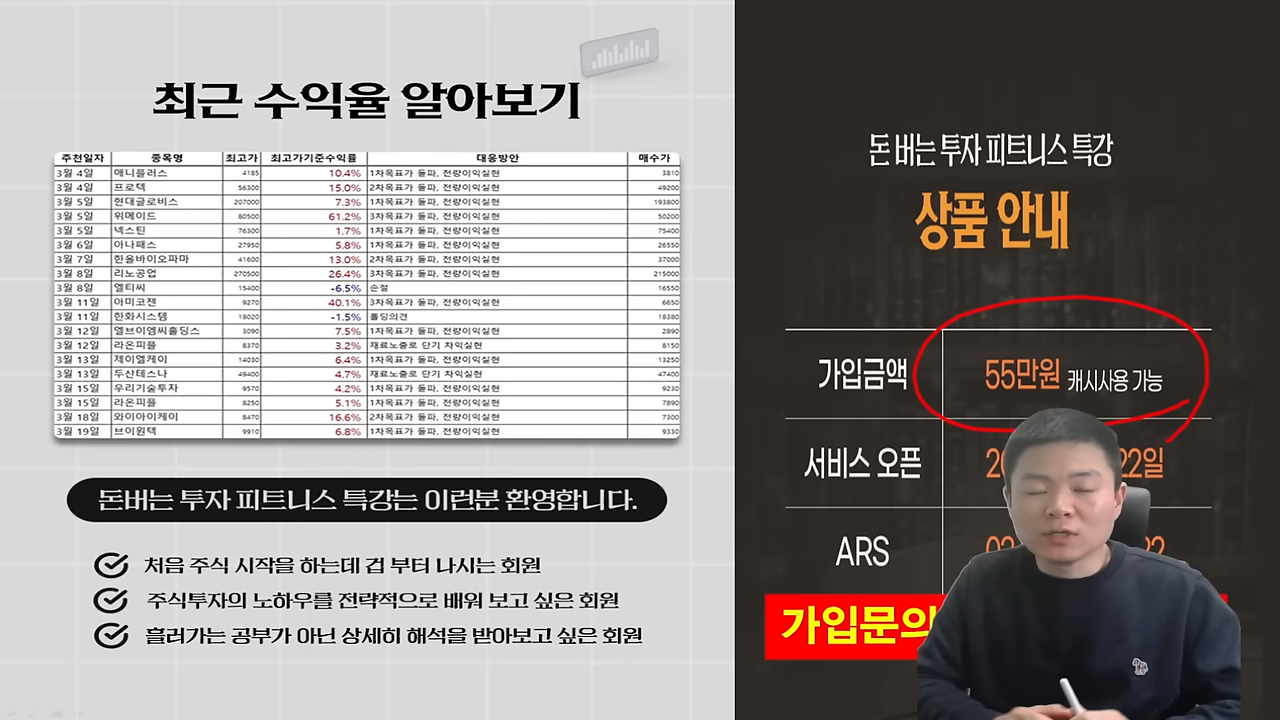 최근 수익율 알아보기
주천일자 종목명 최고가 최고가기준수익률 대응방안 매수가
3월 4일 애니플러스 4185 10.4% 1차목표가 돌파, 전량이익실현 3810
3월 4일 프로텍 56300 15.0% 2차목표가 돌파, 전량이익실현 49200
3월 5일 현대글로비스 207000 7.3% 1차목표가 돌파, 전량이익실현 193800
3월 5일 위메이드 80500 61.2% 3차목표가 돌파, 전량이익실현 50200
3월 5일 넥스틴 76300 1.7% 1차목표가 돌파, 전량이익실현 75400
3월 6일 아나패스 27950 5.8% 1차목표가 돌파, 전량이익실현 26550
3월 7일 한올바이오파마 41600 13.0% 2차목표가 돌파, 전량이익실현 37000
3월 8일 리노공업 270500 26.4% 3차목표가 돌파, 전량이익실현 215000
3월 8일 엘티씨 15400 -6.5% 손절 16550
3월 11일 아미코젠 9270 40.1% 3차목표가 돌파, 전량이익실현 6650
3월 11일 한화시스템 18020 -1.5% 홀딩의견 18380
3월 12일 엘브이엠씨홀딩스 3090 7.5% 1차목표가 돌파, 전량이익실현 2890
3월 12일 라온피플 8370 3.2% 재료노출로 단기 차익실현 8150
3월 13일 제이엘케이 14030 6.4% 1차목표가 돌파, 전량이익실현 13250
3월 13일 두산테스나 49400 4.7% 재료노출로 단기 차익실현 47400
3월 15일 우리기술투자 9570 4.2% 1차목표가 돌파, 전량이익실현 9230
3월 15일 라온피플 8250 5.1% 1차목표가 돌파, 전량이익실현 7890
3월 18일 와이아이케이 8470 16.6% 2차목표가 돌파, 전량이익실현 7300
3월 19일 브이원텍 9910 6.8% 1차목표가 돌파, 전량이익실현 9330
돈버는 투자 피트니스 특강는 이런분 환영합니다.
처음 주식 시작을 하는데 겁 부터 나시는 회원
주식투자의 노하우를 전략적으로 배워 보고 싶은 회원
흘러가는 공부가 아닌 상세히 해석을 받아보고 싶은 회원
돈 버는 투자 피트니스 특강
상품 안내
가입금액 55만원 캐시사용 가능
서비스 오픈 22일
ARS
가입문의